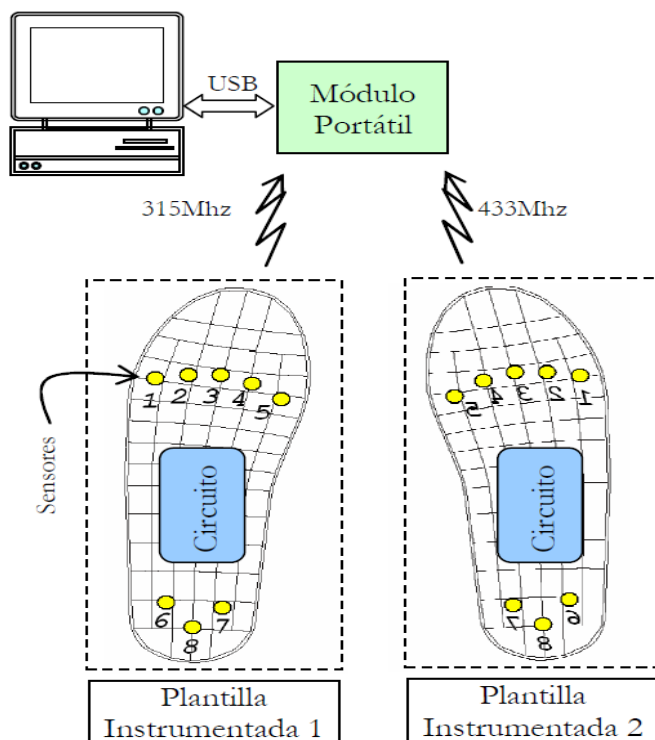 USB
Módulo
Portátil
315Mhz
433Mhz
Sensores
1 2 3 4 5
5 4 3 2 1
Circuito
Circuito
6 7
8
7 6
8
Plantilla
Instrumentada 1
Plantilla
Instrumentada 2